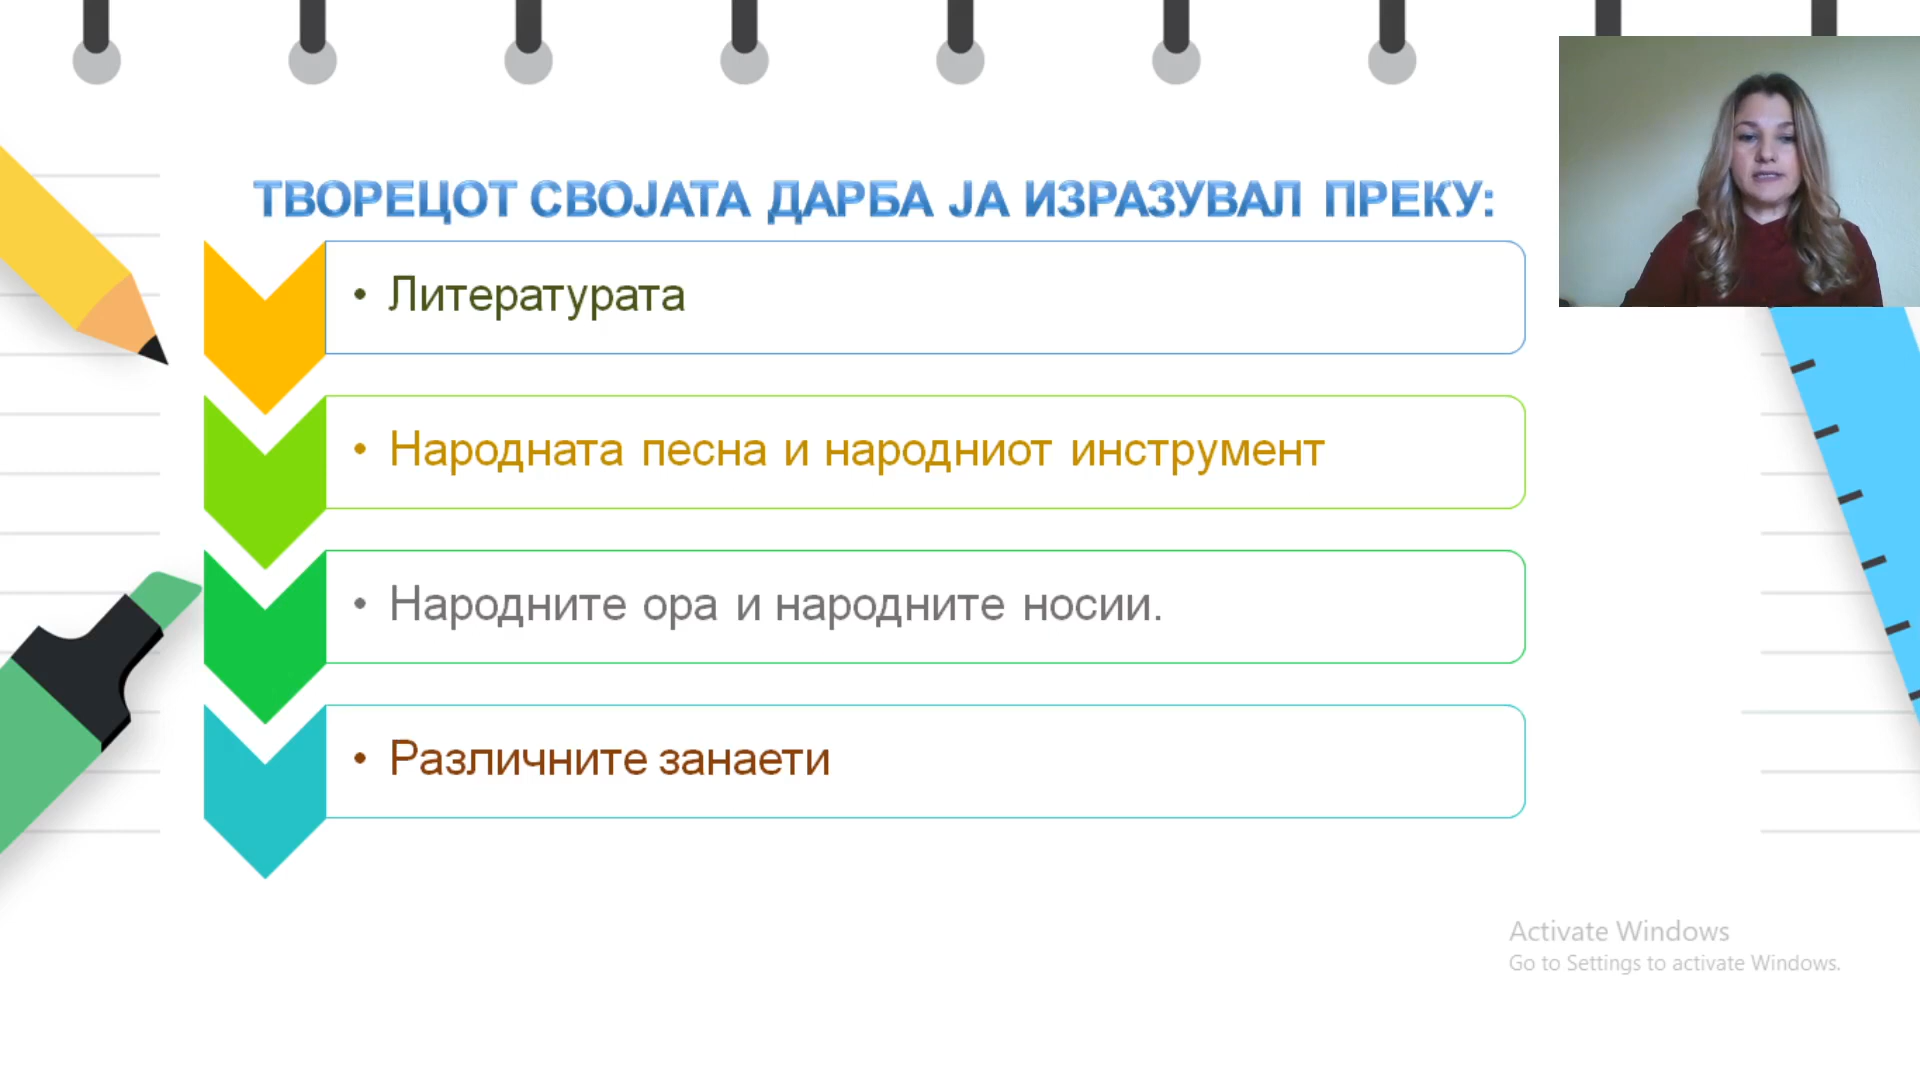 ТВОРЕЦОТ СВОЈАТА ДАРБА ЈА ИЗРАЗУВАЛ ПРЕКУ:
• Литературата
• Народната песна и народниот инструмент
• Народните ора и народните носии.
• Различните занаети
Activate Windows
Go to Settings to activate Windows.